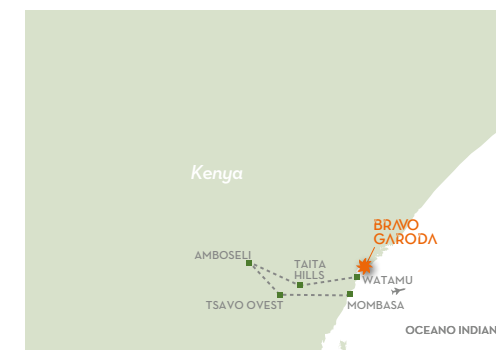 Kenya
BRAVO
GARODA
AMBOSELI
TAITA
HILLS
WATAMU
TSAVO OVEST
MOMBASA
OCEANO INDIAN